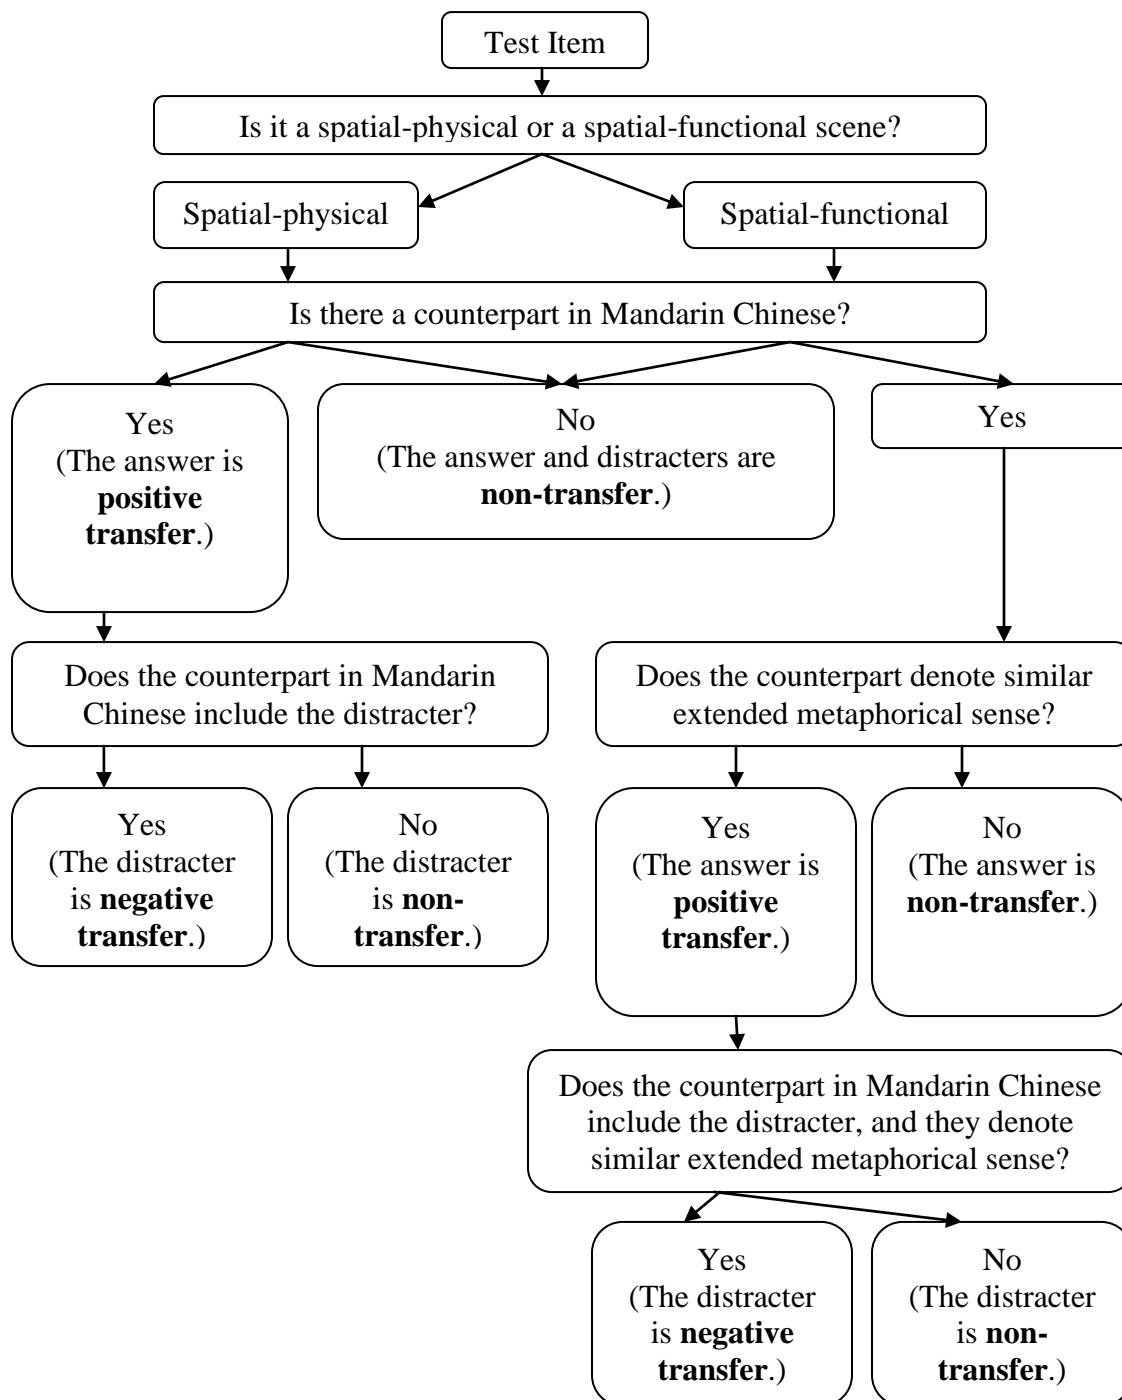 Test Item
Is it a spatial-physical or a spatial-functional scene?
Spatial-physical
Spatial-functional
Is there a counterpart in Mandarin Chinese?
Yes
(The answer is
positive
transfer.)
No
(The answer and distracters are
non-transfer.)
Yes
Does the counterpart in Mandarin
Chinese include the distracter?
Does the counterpart denote similar
extended metaphorical sense?
Yes
(The distracter
is negative
transfer.)
No
(The distracter
is non-
transfer.)
Yes
(The answer is
positive
transfer.)
No
(The answer is
non-transfer.)
Does the counterpart in Mandarin Chinese
include the distracter, and they denote
similar extended metaphorical sense?
Yes
(The distracter
is negative
transfer.)
No
(The distracter
is non-
transfer.)